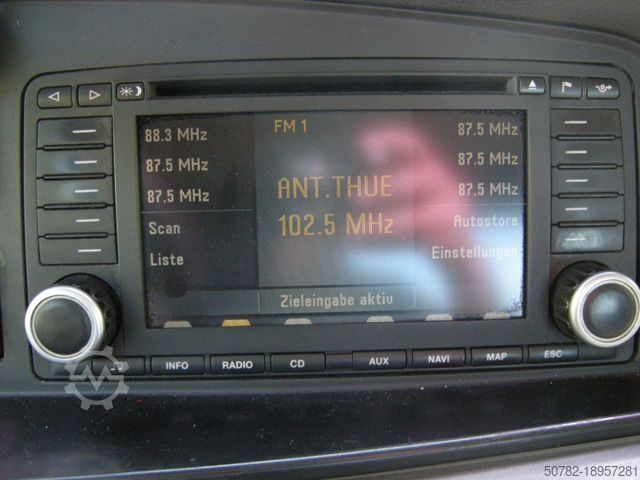 FM 1
88.3 MHz
87.5 MHz
87.5 MHz
87.5 MHz
87.5 MHz
87.5 MHz
ANT.THUE
102.5 MHz
Scan
Autostore
Liste
Einstellungen
Zieleingabe aktiv
INFO RADIO CD AUX NAVI MAP ESC
50782-18957281